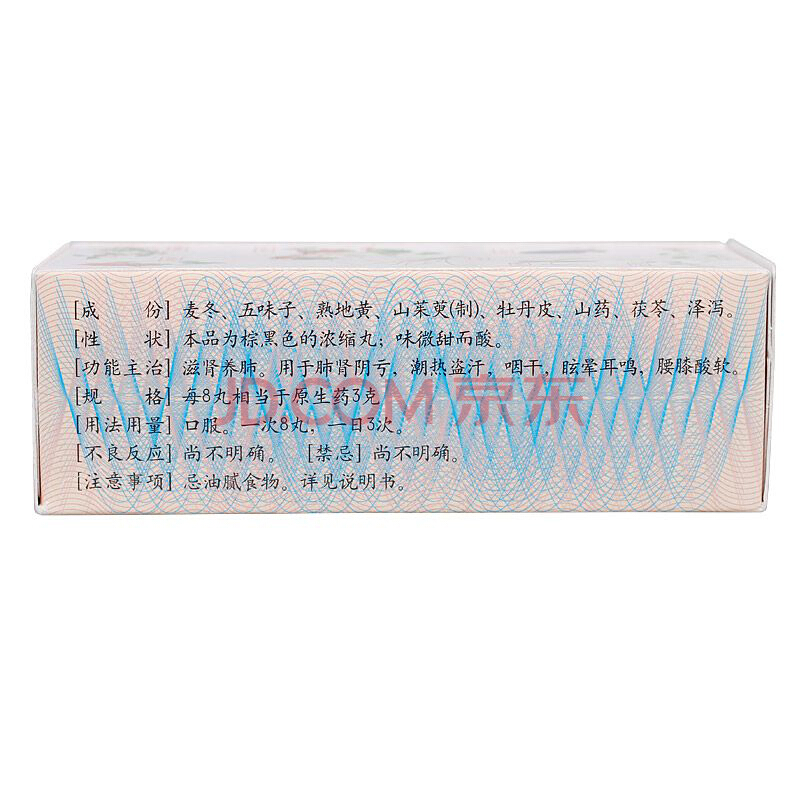 [成份] 麦冬、五味子、熟地黄、山茱萸(制)、牡丹皮、山药、茯苓、泽泻。
[性状] 本品为棕黑色的浓缩丸；味微甜而酸。
[功能主治] 滋肾养肺。用于肺肾阴亏，潮热盗汗，咽干，眩晕耳鸣，腰膝酸软。
[规格] 每8丸相当于原生药3克
JD.COM 京东
[用法用量] 口服。一次8丸，一日3次。
[不良反应] 尚不明确。 [禁忌] 尚不明确。
[注意事项] 忌油腻食物。详见说明书。